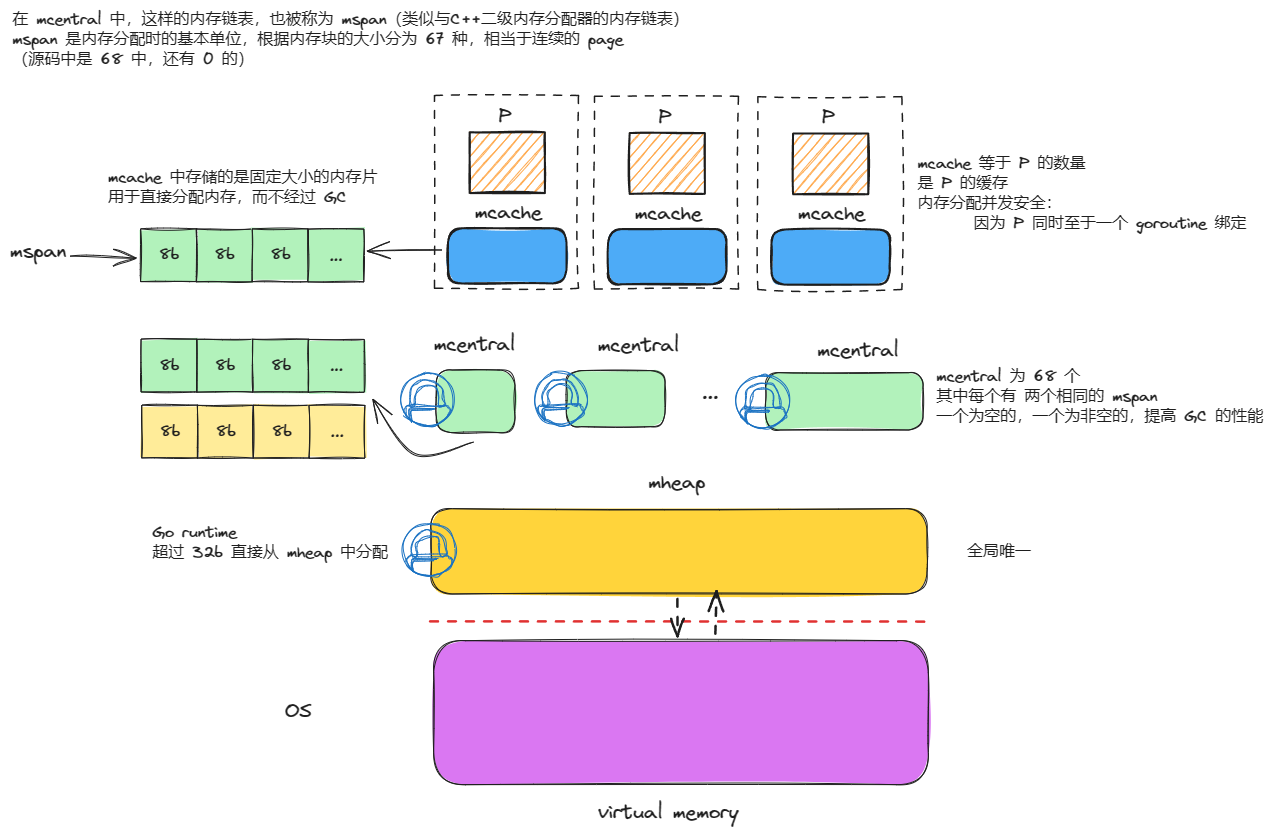 在 mcentral 中，这样的内存链表，也被称为 mspan（类似与C++二级内存分配器的内存链表）
mspan 是内存分配时的基本单位，根据内存块的大小分为 67 种，相当于连续的 page
（源码中是 68 中，还有 0 的）
P
P
P
mcache 中存储的是固定大小的内存片
用于直接分配内存，而不经过 GC
mcache
mcache
mcache
mcache 等于 P 的数量
是 P 的缓存
内存分配并发安全：
因为 P 同时至于一个 goroutine 绑定
mspan
8b
8b
8b
...
mcentral
mcentral
mcentral
8b
8b
8b
...
...
mcentral 为 68 个
其中每个有 两个相同的 mspan
一个为空的，一个为非空的，提高 GC 的性能
8b
8b
8b
...
mheap
Go runtime
超过 32b 直接从 mheap 中分配
全局唯一
OS
virtual memory